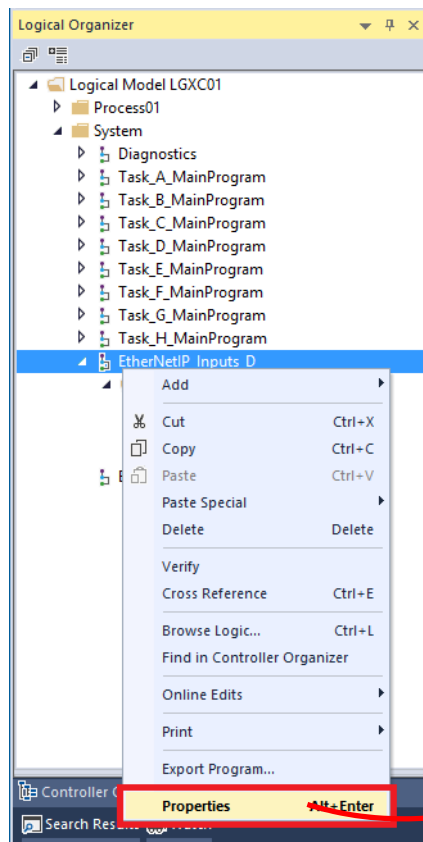 Logical Organizer
Logical Model LGXC01
Process01
System
Diagnostics
Task_A_MainProgram
Task_B_MainProgram
Task_C_MainProgram
Task_D_MainProgram
Task_E_MainProgram
Task_F_MainProgram
Task_G_MainProgram
Task_H_MainProgram
EtherNetIP_Inputs_D
Add
Cut Ctrl+X
Copy Ctrl+C
Paste Ctrl+V
Paste Special
Delete Delete
Verify
Cross Reference Ctrl+E
Browse Logic... Ctrl+L
Find in Controller Organizer
Online Edits
Print
Export Program...
Controller
Properties Alt+Enter
Search Results